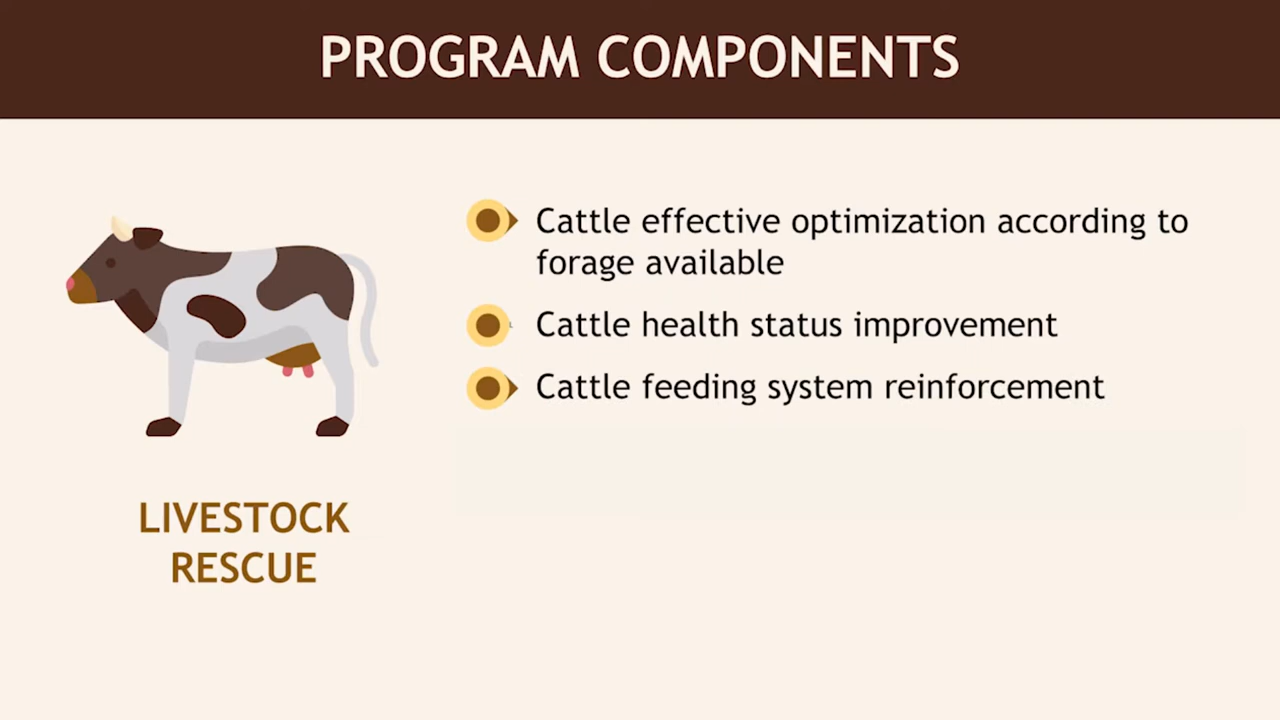 PROGRAM COMPONENTS
Cattle effective optimization according to
forage available
Cattle health status improvement
Cattle feeding system reinforcement
LIVESTOCK
RESCUE